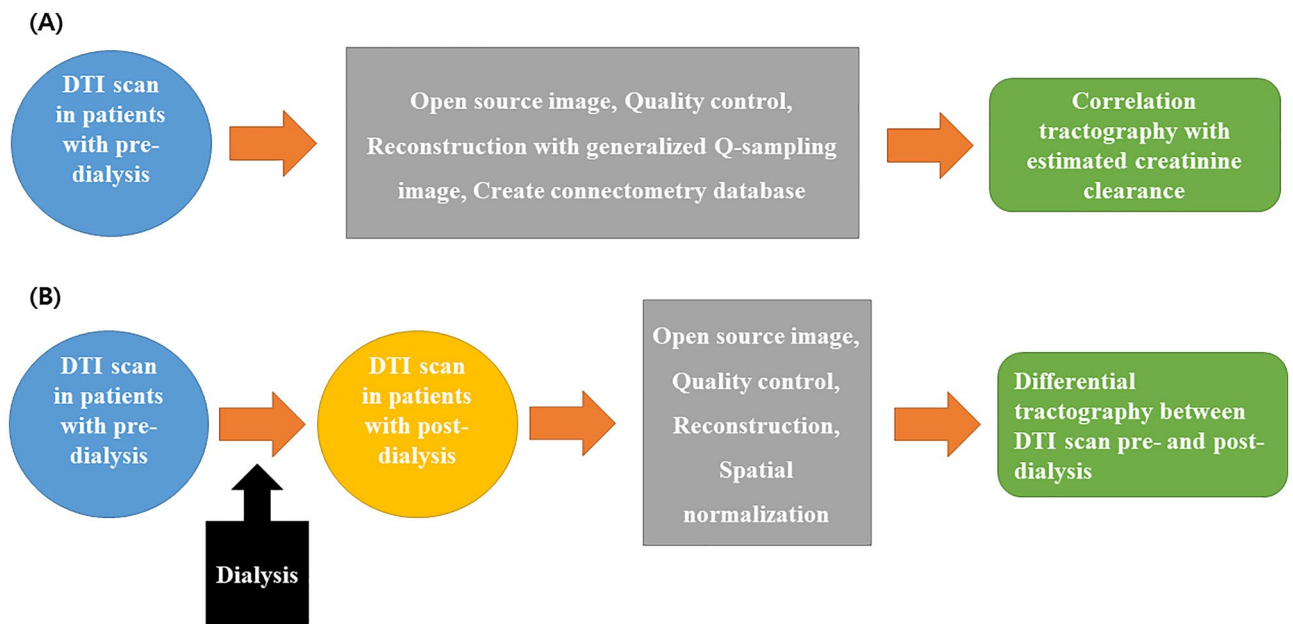 (A)
DTI scan
in patients
with pre-
dialysis
Open source image, Quality control,
Reconstruction with generalized Q-sampling
image, Create connectometry database
Correlation
tractography with
estimated creatinine
clearance
(B)
DTI scan
in patients
with pre-
dialysis
DTI scan
in patients
with post-
dialysis
Open source image,
Quality control,
Reconstruction,
Spatial
normalization
Differential
tractography between
DTI scan pre- and post-
dialysis
Dialysis